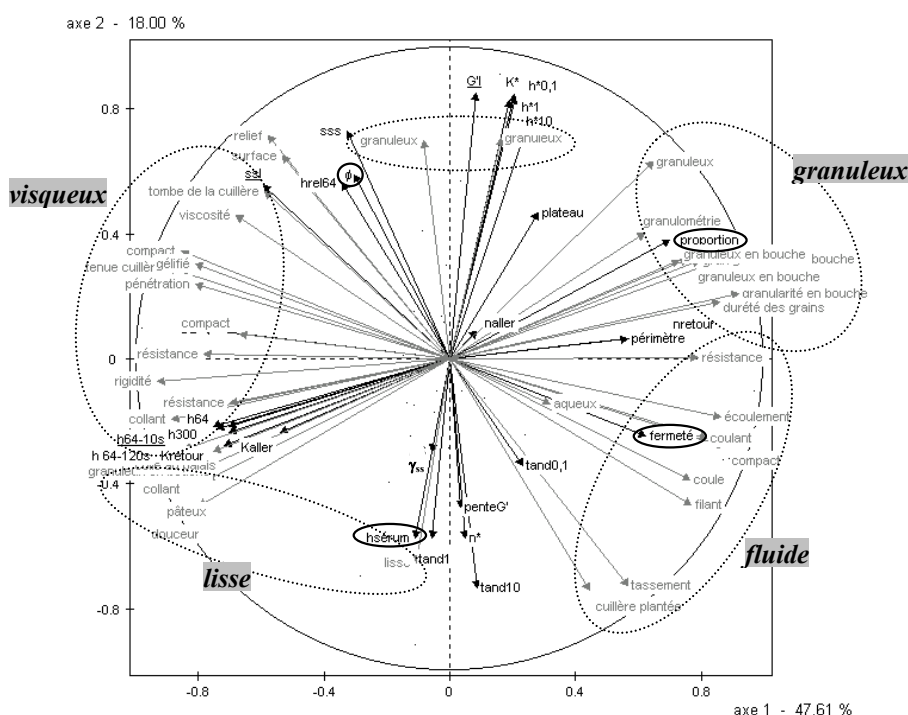 axe 2 - 18.00 %
0.8
G'I K* h*0,1
h*1
h*10
relief
sss
granuleux
surface
granuleux
granuleux
visqueux
ϕ
hrel64
tombe de la cuillère
viscosité
plateau
granulométrie
0.4
proportion
compact
granuleux en bouche
bouche
tenue cuillère
gélifié
granuleux en bouche
pénétration
granularité en bouche
durété des grains
compact
naller
nretour
périmètre
résistance
0
résistance
rigidité
résistance
aqueux
collant
h64
écoulement
h64-10s
h300
Kaller
fermeté
coulant
h 64-120s
Kretour
compact
γss
tand0,1
coule
-0.4
collant
filant
pâteux
penteG'
douceur
hsérum
n*
lisse
tand1
fluide
lisse
tassement
tand10
cuillère plantée
-0.8
-0.8 -0.4 0 0.4 0.8
axe 1 - 47.61 %